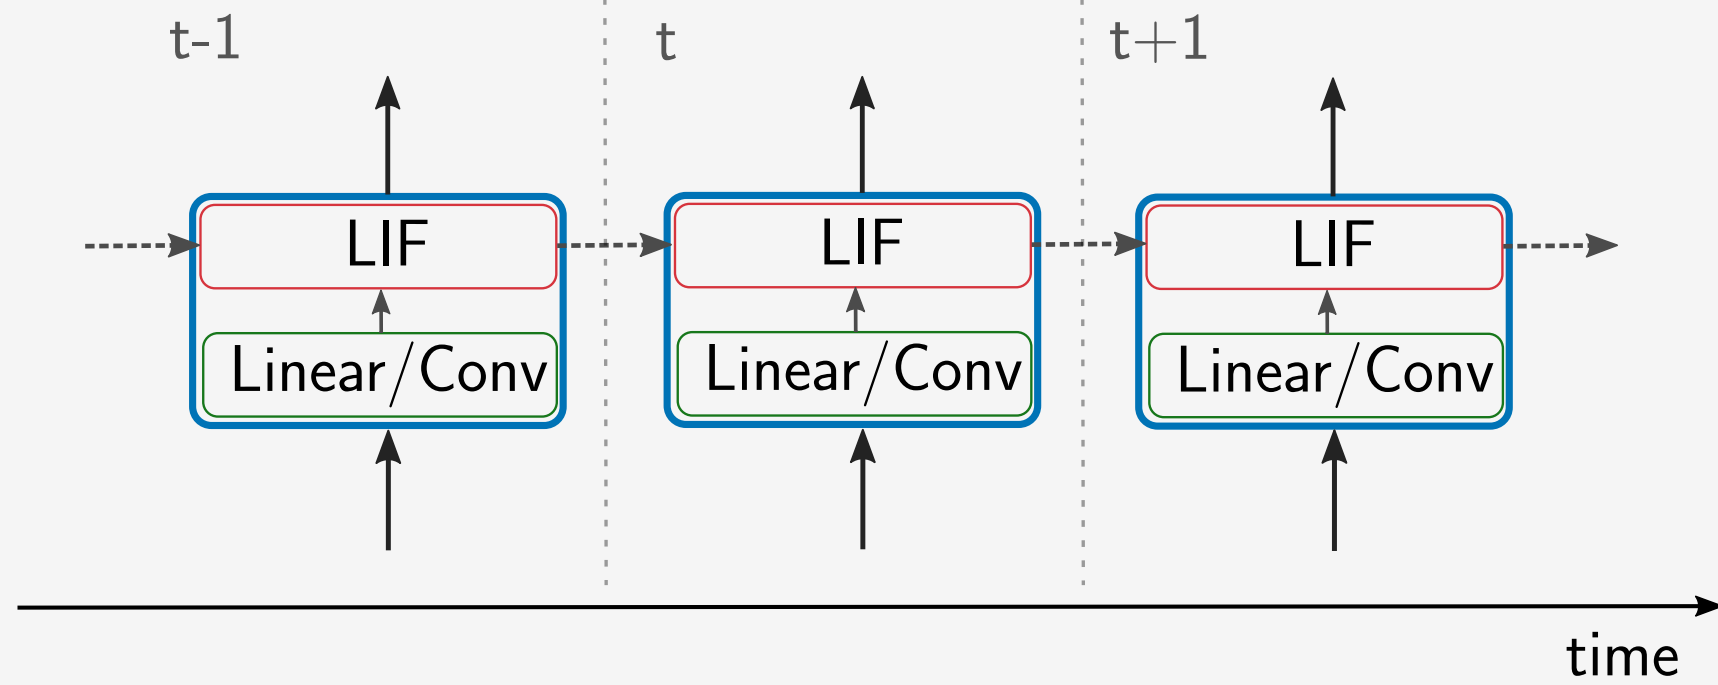 t-1
t
t+1
LIF
LIF
LIF
Linear/Conv
Linear/Conv
Linear/Conv
time